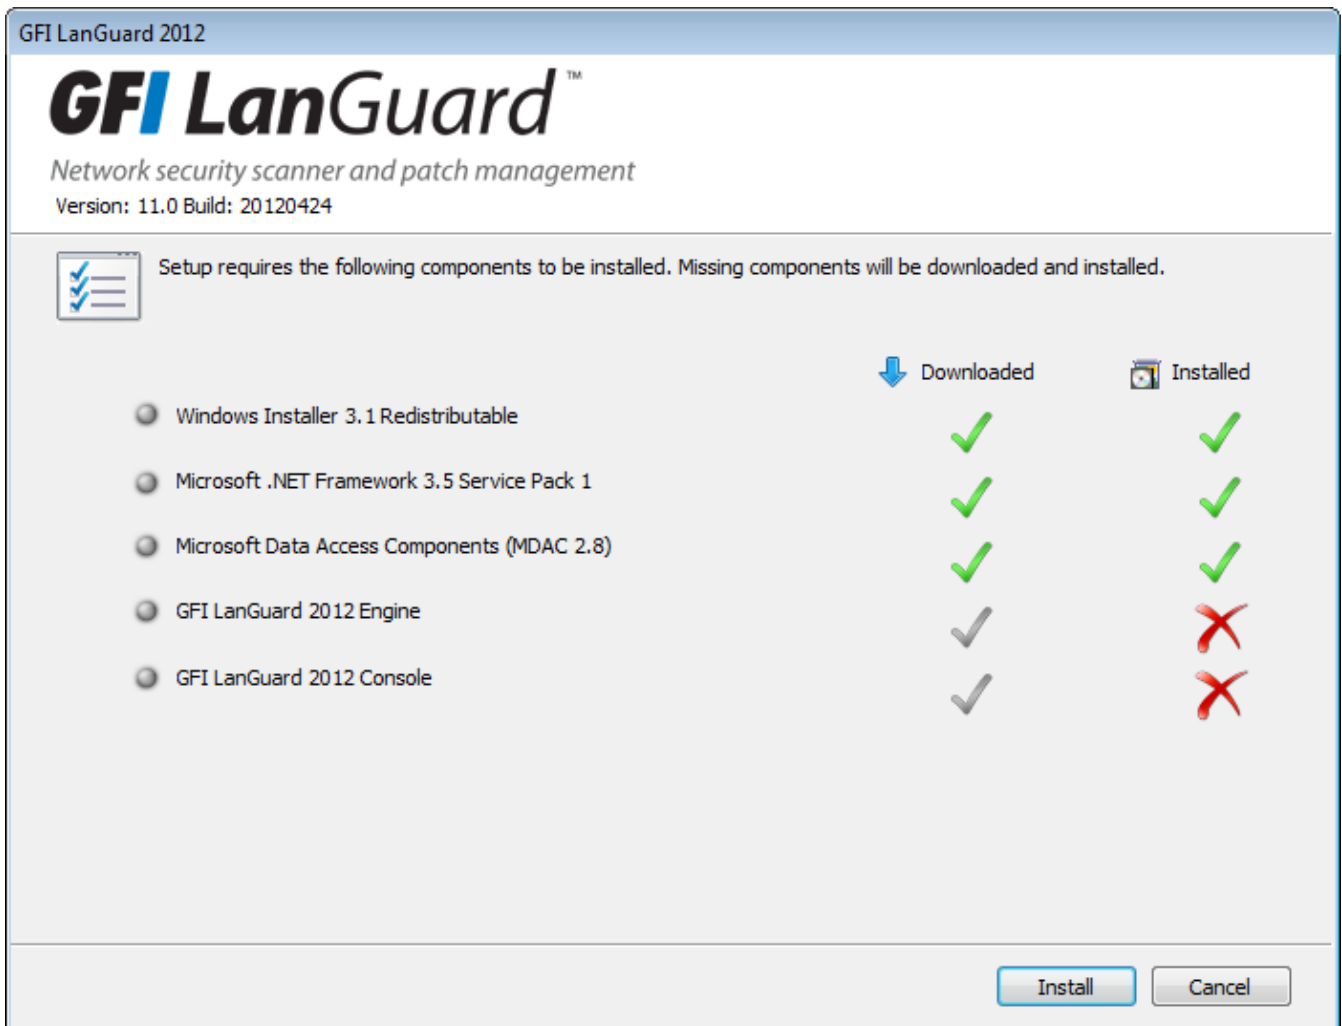 GFI LanGuard 2012
GFI LanGuard™
Network security scanner and patch management
Version: 11.0 Build: 20120424
Setup requires the following components to be installed. Missing components will be downloaded and installed.
Downloaded Installed
Windows Installer 3.1 Redistributable
Microsoft .NET Framework 3.5 Service Pack 1
Microsoft Data Access Components (MDAC 2.8)
GFI LanGuard 2012 Engine
GFI LanGuard 2012 Console
Install Cancel